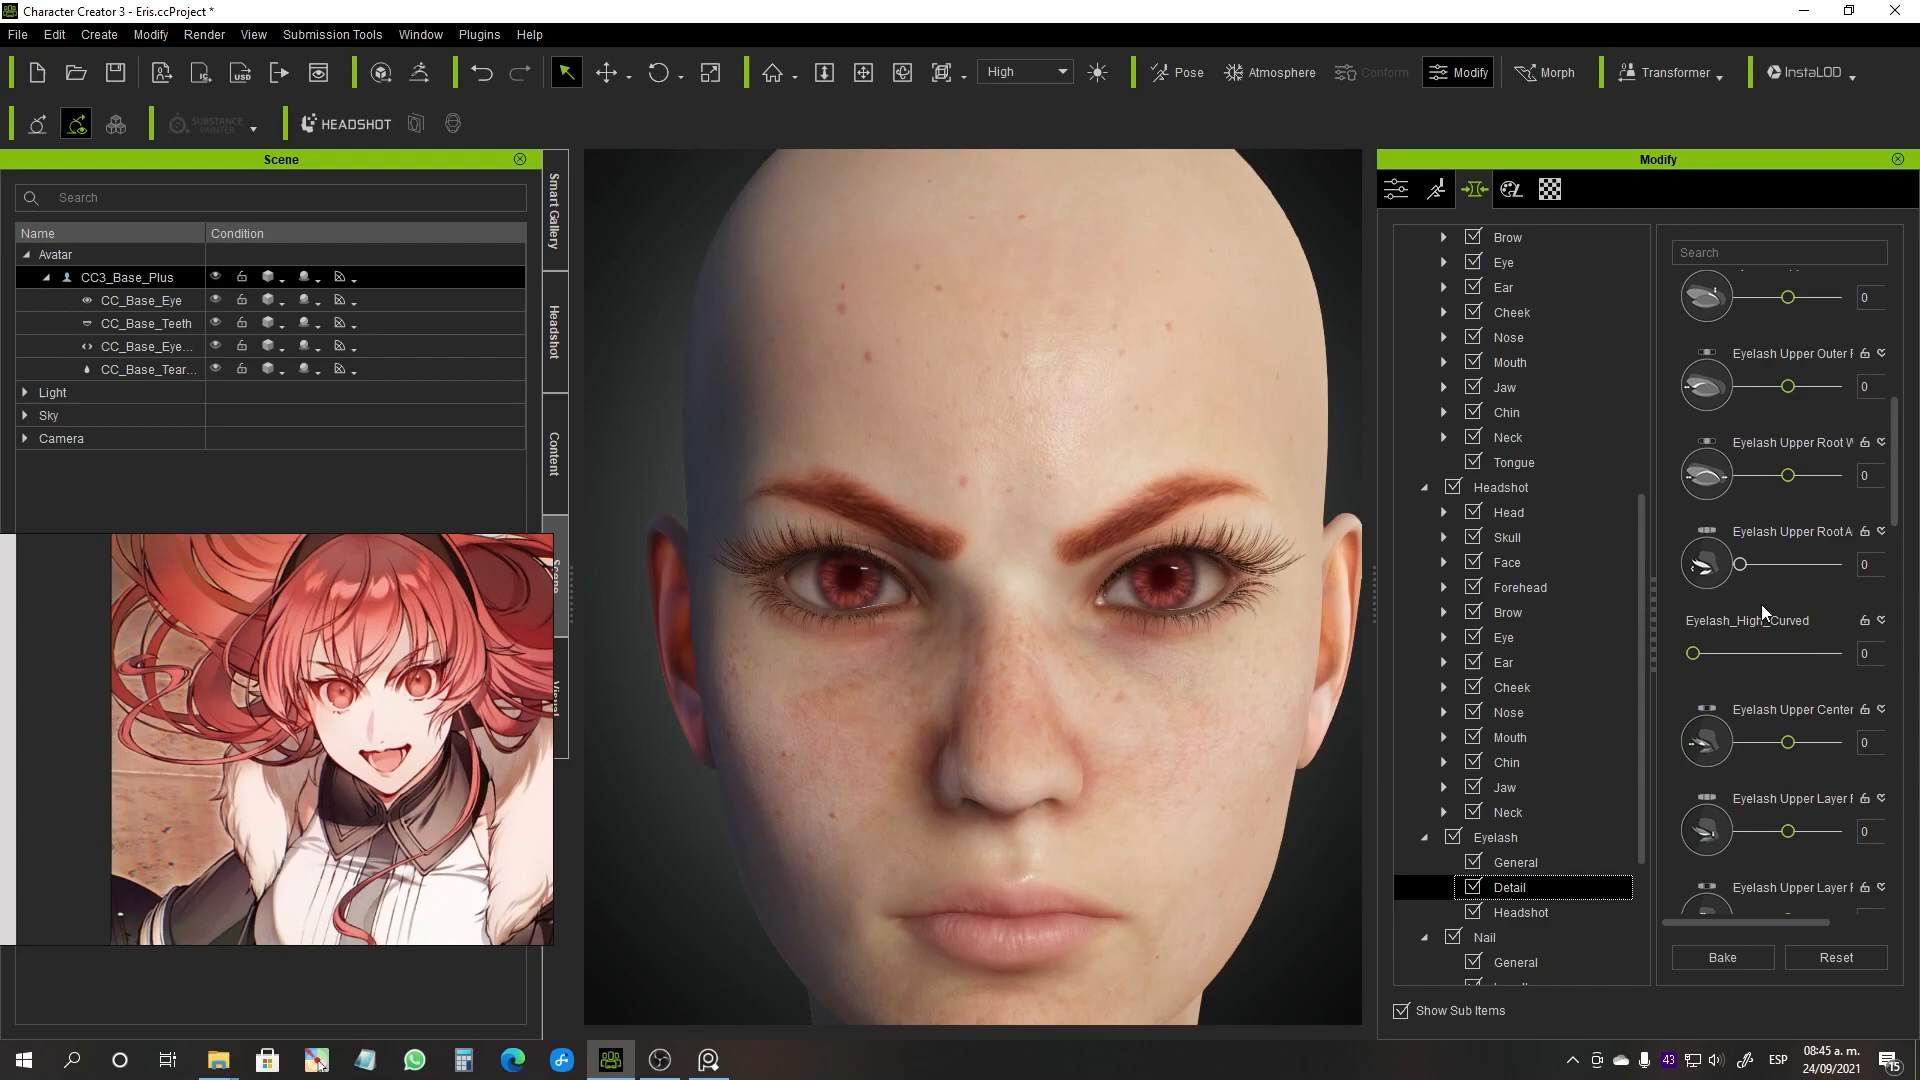 Character Creator 3 - Eris.ccProject *
File Edit Create Modify Render View Submission Tools Window Plugins Help
High Pose Atmosphere Conform Modify Morph Transformer InstaLOD
SUBSTANCE PAINTER HEADSHOT
Scene
Search
Name Condition
Avatar
CC3_Base_Plus
CC_Base_Eye
CC_Base_Teeth
CC_Base_Eye...
CC_Base_Tear...
Light
Sky
Camera
Smart Gallery
Headshot
Content
Scene
Visual
Modify
Brow
Eye
Ear
Cheek
Nose
Mouth
Jaw
Chin
Neck
Tongue
Headshot
Head
Skull
Face
Forehead
Brow
Eye
Ear
Cheek
Nose
Mouth
Chin
Jaw
Neck
Eyelash
General
Detail
Headshot
Nail
General
Show Sub Items
Search
0
Eyelash Upper Outer F
0
Eyelash Upper Root W
0
Eyelash Upper Root A
0
Eyelash_High_Curved
0
Eyelash Upper Center
0
Eyelash Upper Layer F
0
Eyelash Upper Layer F
Bake Reset
43 ESP 08:45 a. m.
24/09/2021
15